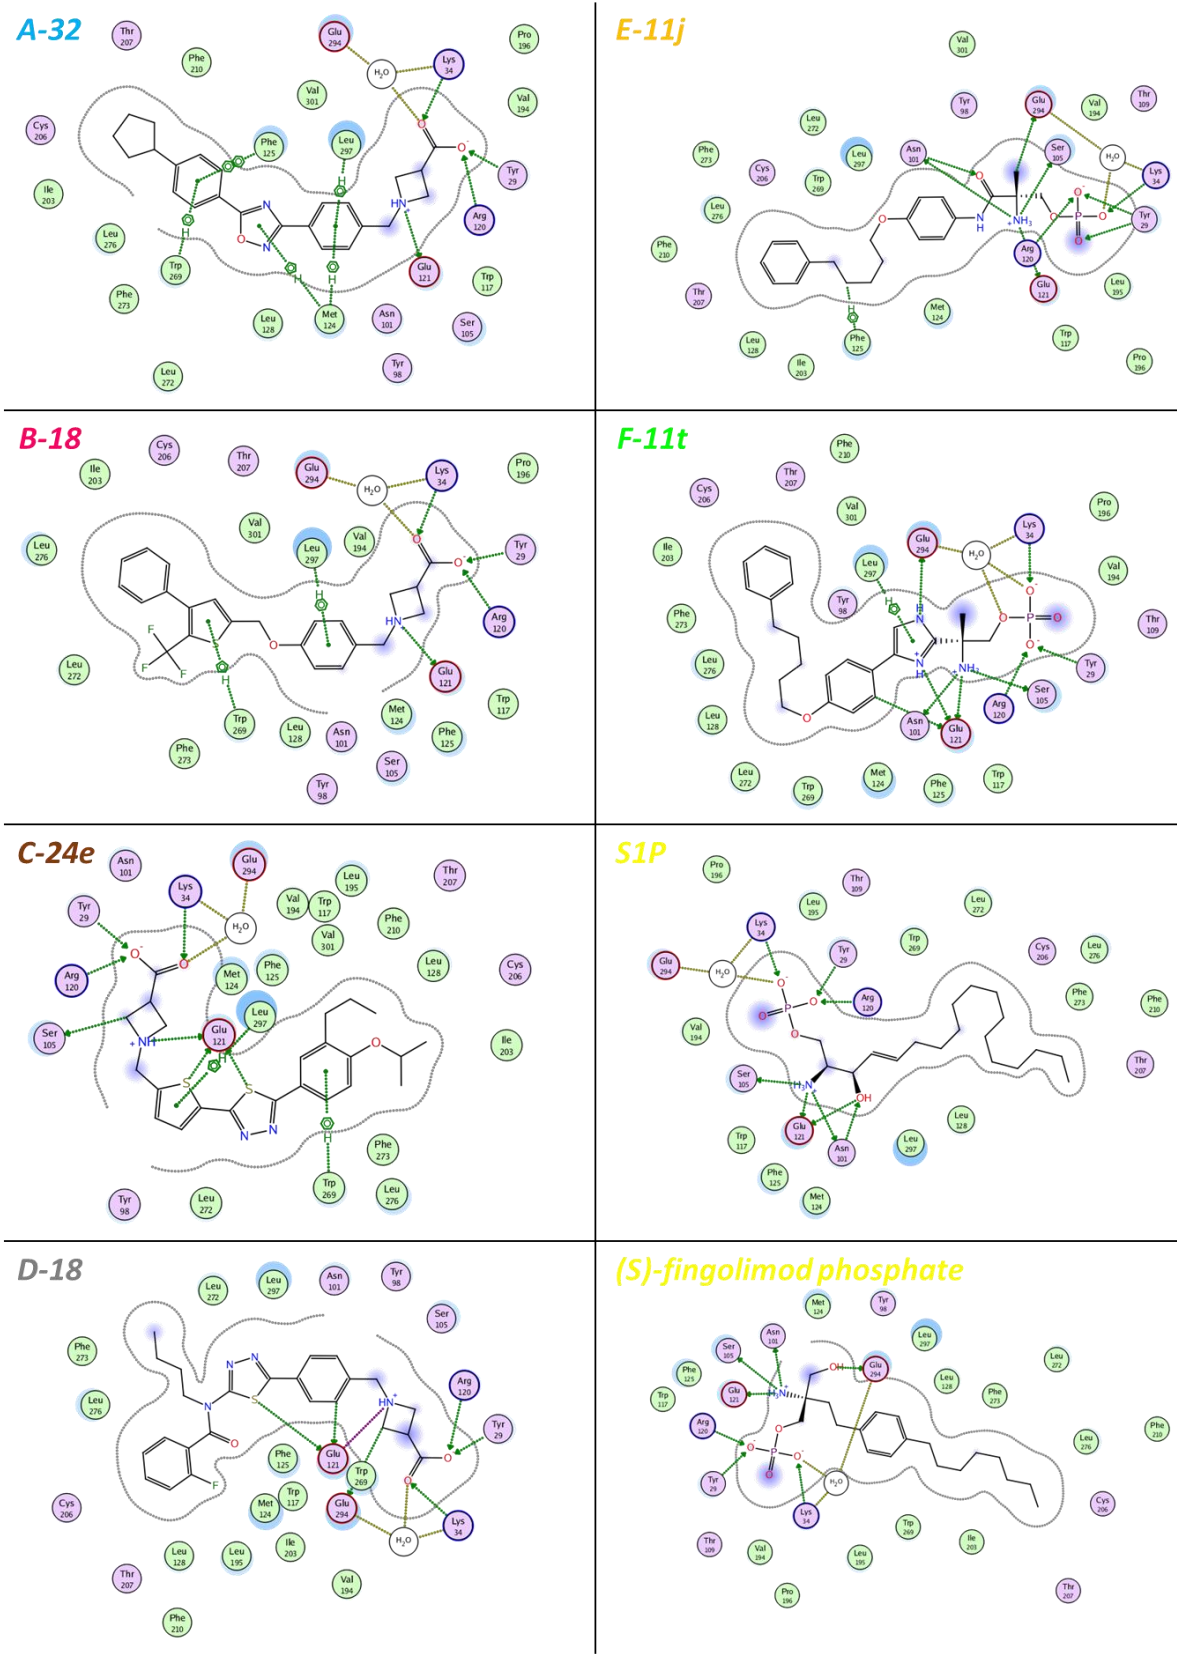 A-32
Thr 207
Phe 210
Glu 294
H₂O
Lys 34
Pro 196
Val 301
Val 194
Cys 206
Phe 125
Leu 297
O
O⁻
Tyr 29
Ile 203
HN⁺
Arg 120
Leu 276
N
O
N
Trp 269
Glu 121
Trp 117
Phe 273
Leu 128
Met 124
Asn 101
Ser 105
Tyr 98
Leu 272
E-11j
Val 301
Tyr 98
Glu 294
Val 194
Thr 109
Leu 272
Phe 273
Leu 297
Asn 101
Ser 105
H₂O
Lys 34
Cys 206
Trp 269
Leu 276
O
O
N
H
NH₃
O
P
O
O⁻
O
Tyr 29
Phe 210
Arg 120
Glu 121
Leu 195
Thr 207
Met 124
Leu 128
Phe 125
Ile 203
Trp 117
Pro 196
B-18
Cys 206
Thr 207
Glu 294
H₂O
Lys 34
Pro 196
Ile 203
Val 301
Leu 297
Val 194
Leu 276
O
O⁻
Tyr 29
F
F
F
S
O
HN⁺
Arg 120
Leu 272
Glu 121
Trp 269
Leu 128
Asn 101
Met 124
Trp 117
Phe 125
Phe 273
Ser 105
Tyr 98
F-11t
Phe 210
Thr 207
Cys 206
Val 301
Glu 294
H₂O
Lys 34
Pro 196
Ile 203
Leu 297
Val 194
Tyr 98
Phe 273
Thr 109
Leu 276
O
H
N
N
H
NH₃
O
O⁻
P
O
O⁻
Tyr 29
Ser 105
Arg 120
Asn 101
Glu 121
Leu 128
Leu 272
Trp 269
Met 124
Phe 125
Trp 117
C-24e
Asn 101
Glu 294
Lys 34
Leu 195
Thr 207
Tyr 29
H₂O
Val 194
Trp 117
Val 301
Phe 210
Arg 120
O⁻
O
Met 124
Phe 125
Leu 128
Cys 206
Ser 105
NH
Glu 121
Leu 297
Ile 203
S
S
N
N
O
Phe 273
Tyr 98
Leu 272
Trp 269
Leu 276
S1P
Pro 196
Thr 109
Leu 195
Leu 272
Lys 34
Tyr 29
Trp 269
Cys 206
Leu 276
Glu 294
H₂O
O⁻
O
P
O
O
Arg 120
Phe 273
Phe 210
Val 194
Thr 207
Ser 105
H₃N
OH
Glu 121
Asn 101
Leu 128
Leu 297
Trp 117
Phe 125
Met 124
D-18
Leu 272
Leu 297
Asn 101
Tyr 98
Ser 105
Phe 273
Leu 276
N
N
S
N
O
F
HN⁺
O
O⁻
Arg 120
Tyr 29
Phe 125
Glu 121
Trp 269
Cys 206
Met 124
Trp 117
Glu 294
H₂O
Lys 34
Leu 128
Leu 195
Ile 203
Thr 207
Val 194
Phe 210
(S)-fingolimod phosphate
Met 124
Tyr 98
Ser 105
Asn 101
Leu 297
Leu 272
Phe 125
Trp 117
Glu 121
H₃N
OH
Glu 294
Leu 128
Phe 273
Arg 120
O
O⁻
P
O⁻
O
Leu 276
Phe 210
Tyr 29
H₂O
Lys 34
Cys 206
Thr 109
Val 194
Trp 269
Ile 203
Leu 195
Pro 196
Thr 207